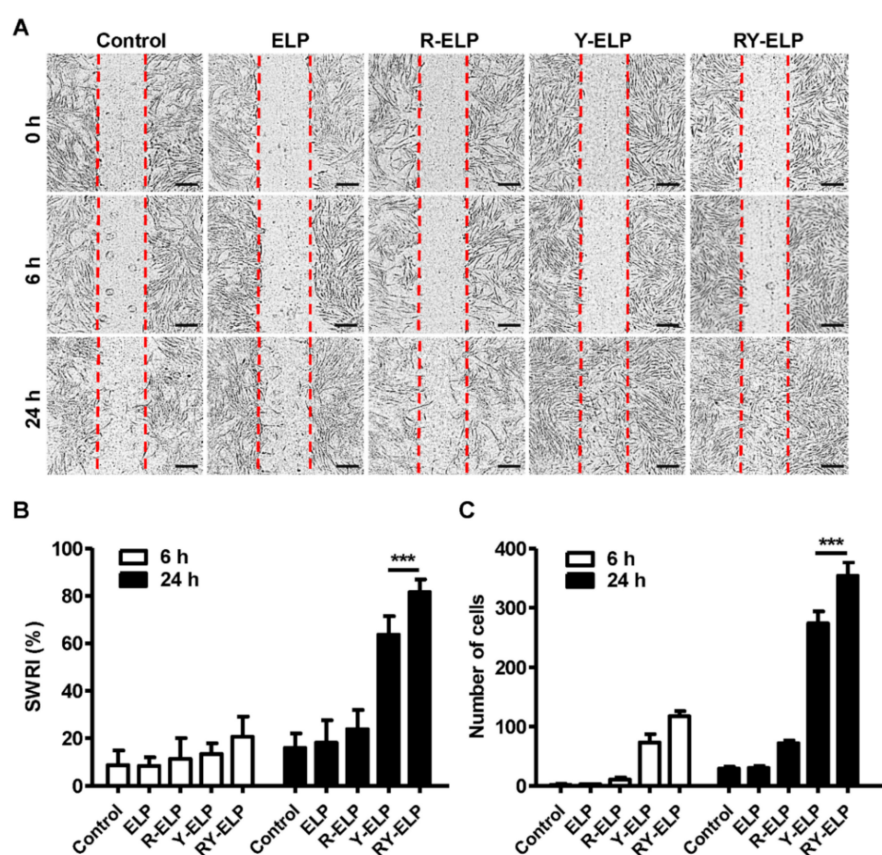 A
Control ELP R-ELP Y-ELP RY-ELP
0 h
6 h
24 h
B
SWRI (%)
100
80
60
40
20
0
6 h
24 h
***
Control ELP R-ELP Y-ELP RY-ELP Control ELP R-ELP Y-ELP RY-ELP
C
Number of cells
400
300
200
100
0
6 h
24 h
***
Control ELP R-ELP Y-ELP RY-ELP Control ELP R-ELP Y-ELP RY-ELP